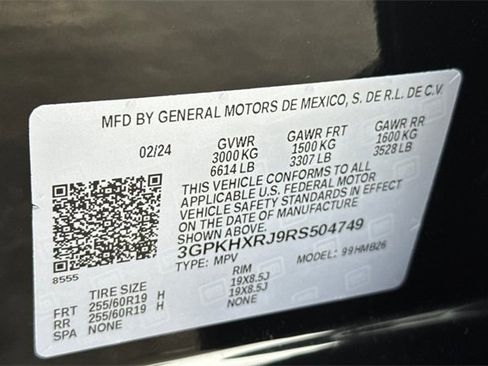 MFD BY GENERAL MOTORS DE MEXICO, S. DE R.L. DE C.V.
02/24 GVWR GAWR FRT GAWR RR
3000 KG 1500 KG 1600 KG
6614 LB 3307 LB 3528 LB
THIS VEHICLE CONFORMS TO ALL
APPLICABLE U.S. FEDERAL MOTOR
VEHICLE SAFETY STANDARDS IN EFFECT
ON THE DATE OF MANUFACTURE
SHOWN ABOVE.
3GPKHXRJ9RS504749
TYPE: MPV MODEL: 99HMB26
8555
TIRE SIZE RIM
FRT 255/60R19 H 19X8.5J
RR 255/60R19 H 19X8.5J
SPA NONE NONE